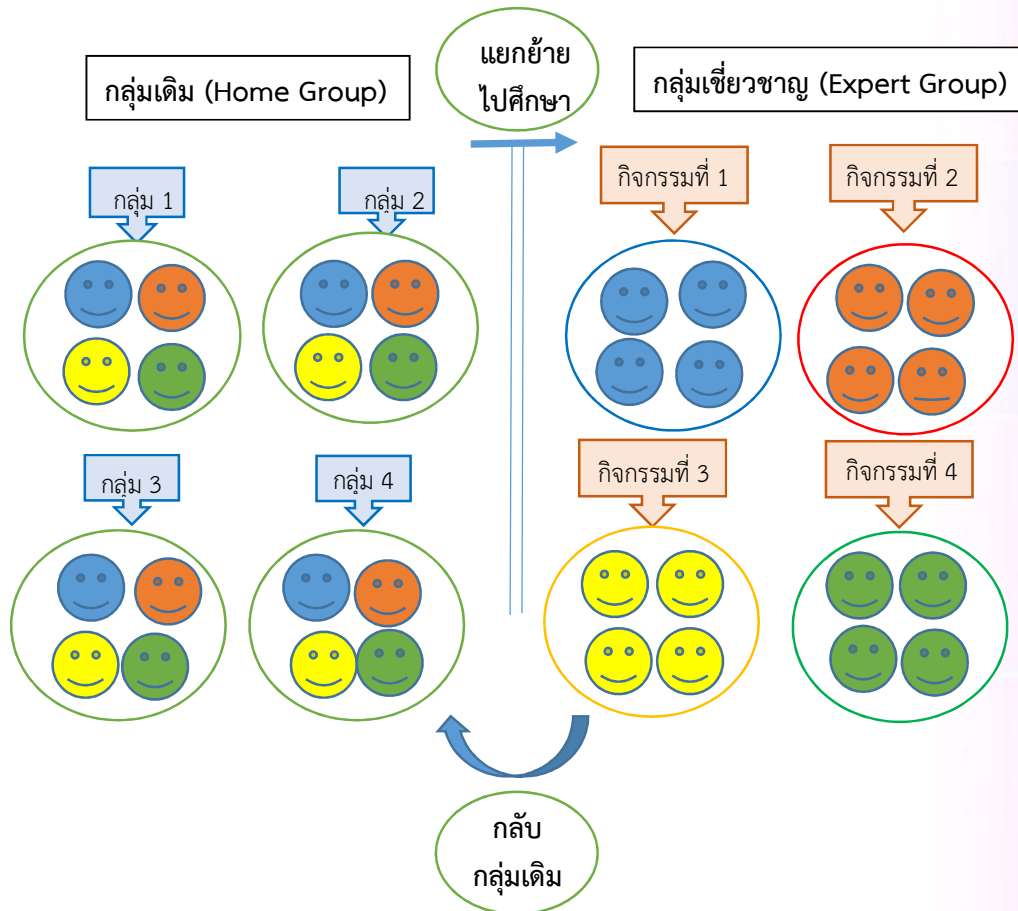 แยกย้าย
ไปศึกษา
กลุ่มเดิม (Home Group)
กลุ่มเชี่ยวชาญ (Expert Group)
กลุ่ม 1
กลุ่ม 2
กิจกรรมที่ 1
กิจกรรมที่ 2
กลุ่ม 3
กลุ่ม 4
กิจกรรมที่ 3
กิจกรรมที่ 4
กลับ
กลุ่มเดิม